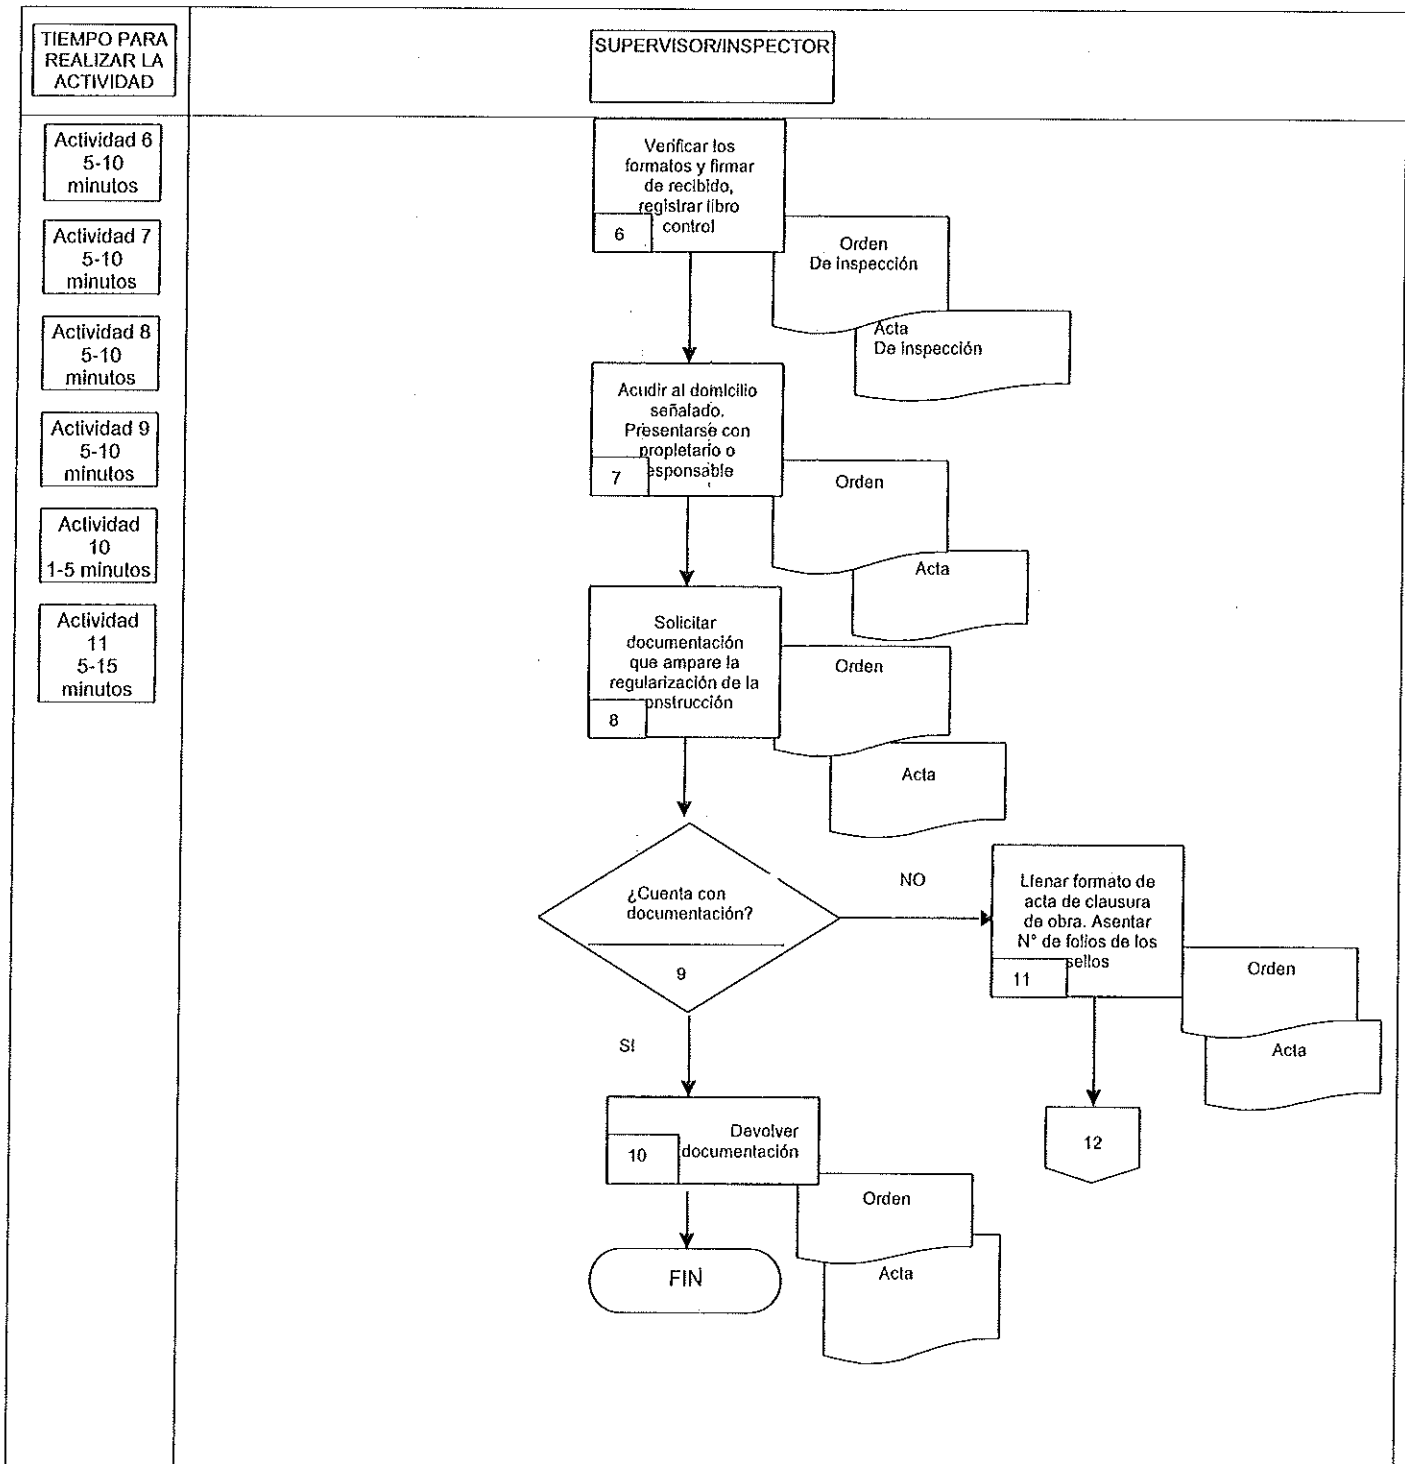 TIEMPO PARA
REALIZAR LA
ACTIVIDAD
SUPERVISOR/INSPECTOR
Actividad 6
5-10
minutos
Actividad 7
5-10
minutos
Actividad 8
5-10
minutos
Actividad 9
5-10
minutos
Actividad
10
1-5 minutos
Actividad
11
5-15
minutos
Verificar los
formatos y firmar
de recibido,
registrar libro
control
6
Orden
De inspección
Acta
De inspección
Acudir al domicilio
señalado.
Presentarse con
propietario o
esponsable
7
Orden
Acta
Solicitar
documentación
que ampare la
regularización de la
onstrucción
8
Orden
Acta
¿Cuenta con
documentación?
9
NO
Llenar formato de
acta de clausura
de obra. Asentar
N° de folios de los
sellos
11
Orden
Acta
12
SI
Devolver
documentación
10
Orden
Acta
FIN